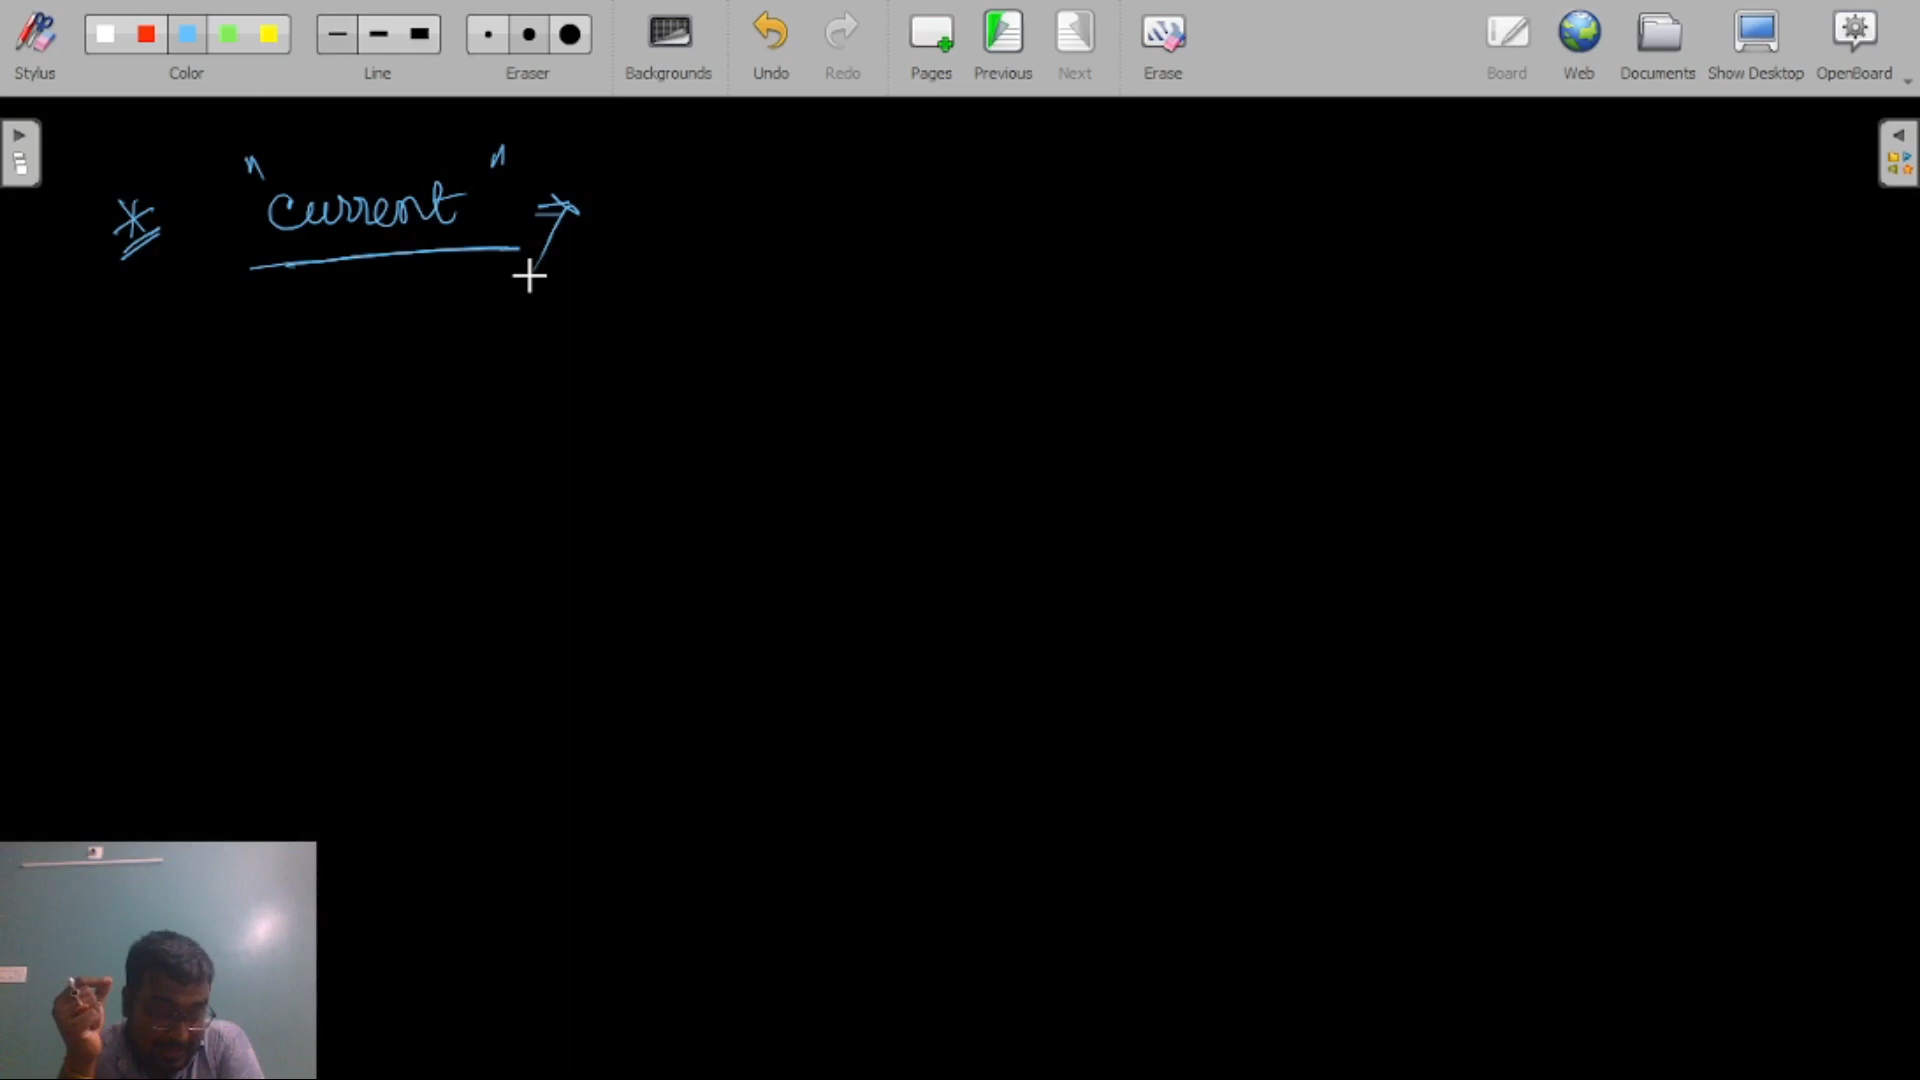 Stylus Color Line Eraser Backgrounds Undo Redo Pages Previous Next Erase Board Web Documents Show Desktop OpenBoard
* "current" ⇒